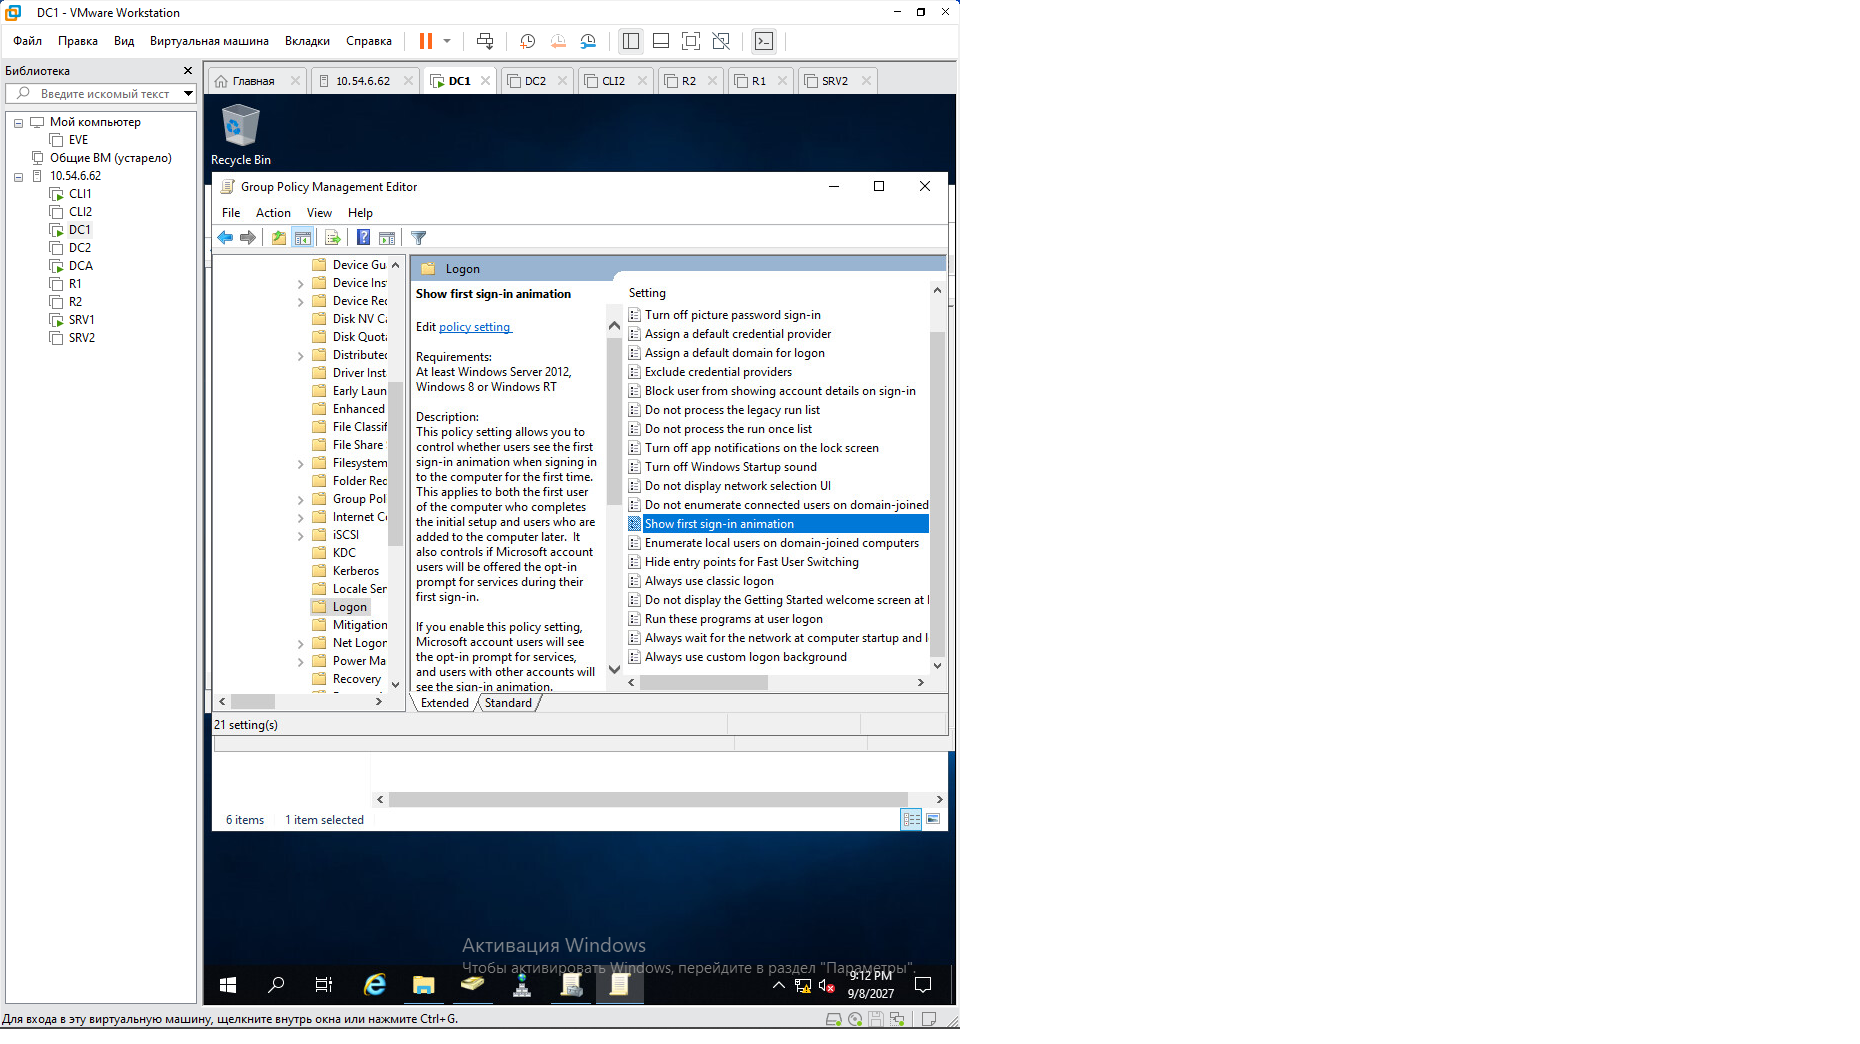 DC1 - VMware Workstation
Файл Правка Вид Виртуальная машина Вкладки Справка
Библиотека
Введите искомый текст
Мой компьютер
EVE
Общие ВМ (устарело)
10.54.6.62
CLI1
CLI2
DC1
DC2
DCA
R1
R2
SRV1
SRV2
Главная 10.54.6.62 DC1 DC2 CLI2 R2 R1 SRV2
Recycle Bin
Group Policy Management Editor
File Action View Help
Device Gu
Device Ins
Device Rec
Disk NV Ca
Disk Quota
Distributed
Driver Inst
Early Laun
Enhanced
File Classif
File Share
Filesystem
Folder Red
Group Pol
Internet Co
iSCSI
KDC
Kerberos
Locale Ser
Logon
Mitigation
Net Logon
Power Ma
Recovery
Logon
Show first sign-in animation
Edit policy setting
Requirements:
At least Windows Server 2012,
Windows 8 or Windows RT
Description:
This policy setting allows you to
control whether users see the first
sign-in animation when signing in
to the computer for the first time.
This applies to both the first user
of the computer who completes
the initial setup and users who are
added to the computer later. It
also controls if Microsoft account
users will be offered the opt-in
prompt for services during their
first sign-in.
If you enable this policy setting,
Microsoft account users will see
the opt-in prompt for services,
and users with other accounts will
see the sign-in animation.
Setting
Turn off picture password sign-in
Assign a default credential provider
Assign a default domain for logon
Exclude credential providers
Block user from showing account details on sign-in
Do not process the legacy run list
Do not process the run once list
Turn off app notifications on the lock screen
Turn off Windows Startup sound
Do not display network selection UI
Do not enumerate connected users on domain-joined
Show first sign-in animation
Enumerate local users on domain-joined computers
Hide entry points for Fast User Switching
Always use classic logon
Do not display the Getting Started welcome screen at l
Run these programs at user logon
Always wait for the network at computer startup and l
Always use custom logon background
Extended Standard
21 setting(s)
6 items 1 item selected
Активация Windows
Чтобы активировать Windows, перейдите в раздел "Параметры".
9:12 PM
9/8/2027
Для входа в эту виртуальную машину, щелкните внутрь окна или нажмите Ctrl+G.